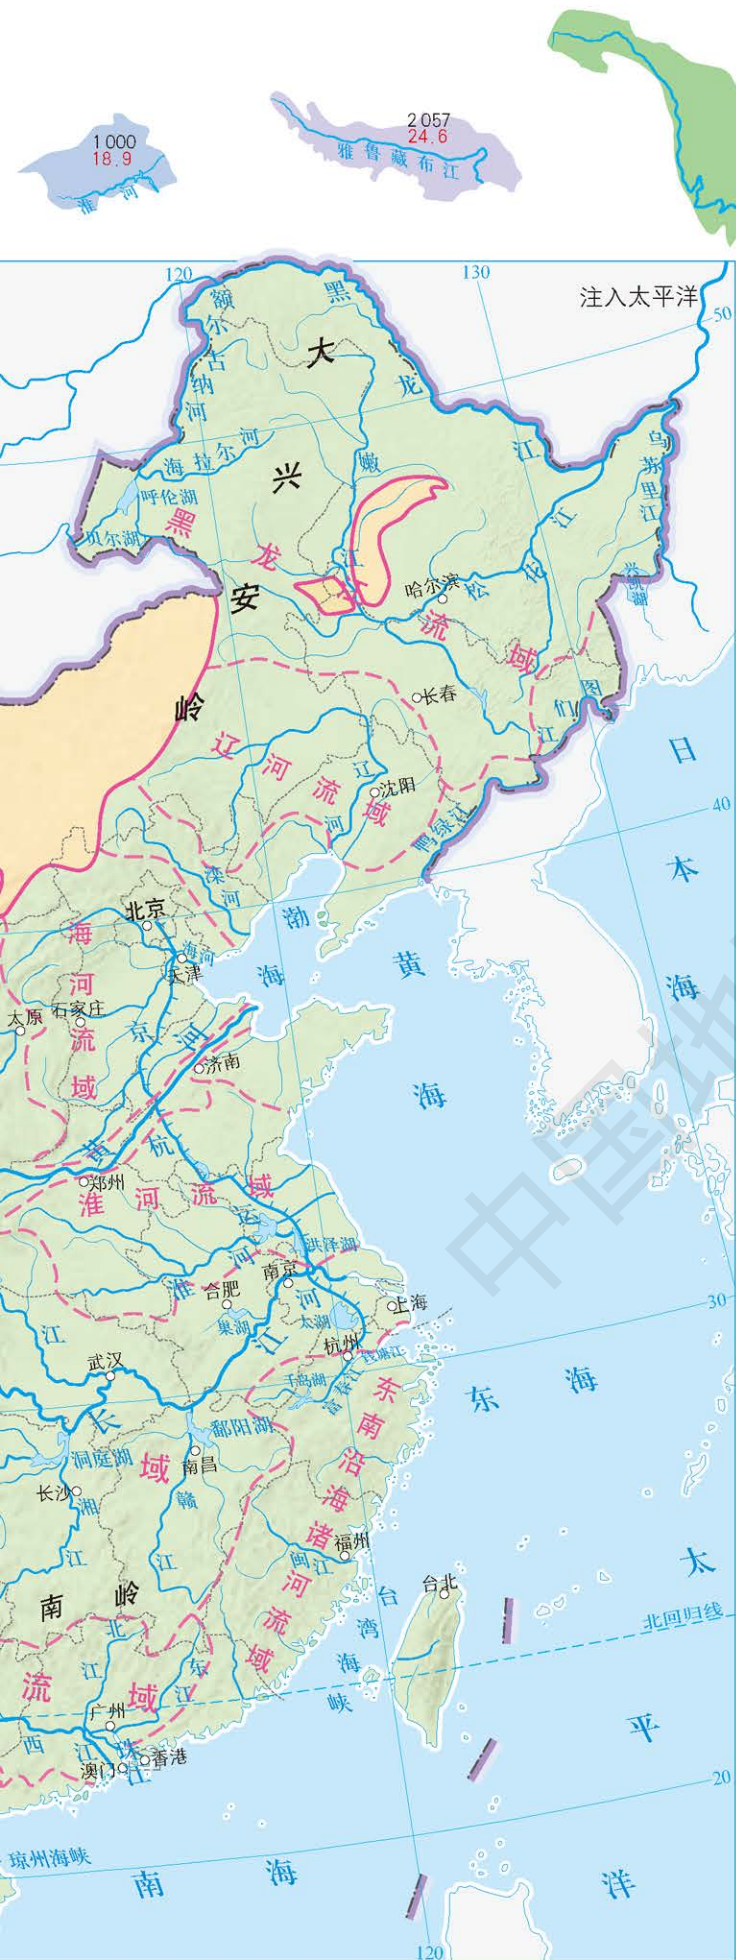 1 000
18.9
淮河
2 057
24.6
雅鲁藏布江
120
130
注入太平洋
50
额尔古纳河
黑龙江
大兴安岭
海拉尔河
嫩江
乌苏里江
呼伦湖
贝尔湖
黑龙江流域
松花江
哈尔滨
兴凯湖
长春
图们江
辽河流域
辽河
沈阳
鸭绿江
日本海
40
滦河
北京
渤海
海河流域
海河
天津
黄海
太原
石家庄
京杭运河
黄河
济南
郑州
淮河流域
洪泽湖
淮河
南京
合肥
上海
30
巢湖
太湖
长江
武汉
杭州
钱塘江
千岛湖
富春江
东海
东南沿海诸河流域
鄱阳湖
洞庭湖
域
南昌
长沙
湘江
赣江
福州
闽江
太平洋
台北
台湾海峡
南岭
北回归线
北江
东江
流域
广州
西江
珠江
澳门
香港
20
琼州海峡
南海
120
中国地